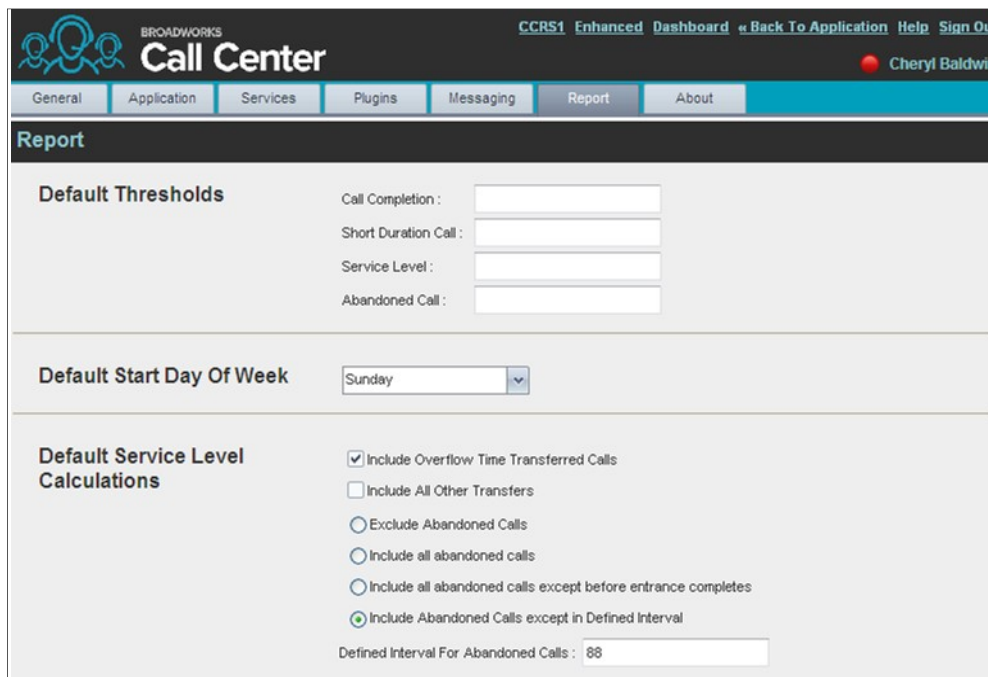 BROADWORKS
Call Center
CCRS1 Enhanced Dashboard « Back To Application Help Sign
Cheryl
General Application Services Plugins Messaging Report About
Report
Default Thresholds
Call Completion :
Short Duration Call :
Service Level :
Abandoned Call :
Default Start Day Of Week
Sunday
Default Service Level
Calculations
Include Overflow Time Transferred Calls
Include All Other Transfers
Exclude Abandoned Calls
Include all abandoned calls
Include all abandoned calls except before entrance completes
Include Abandoned Calls except in Defined Interval
Defined Interval For Abandoned Calls : 88